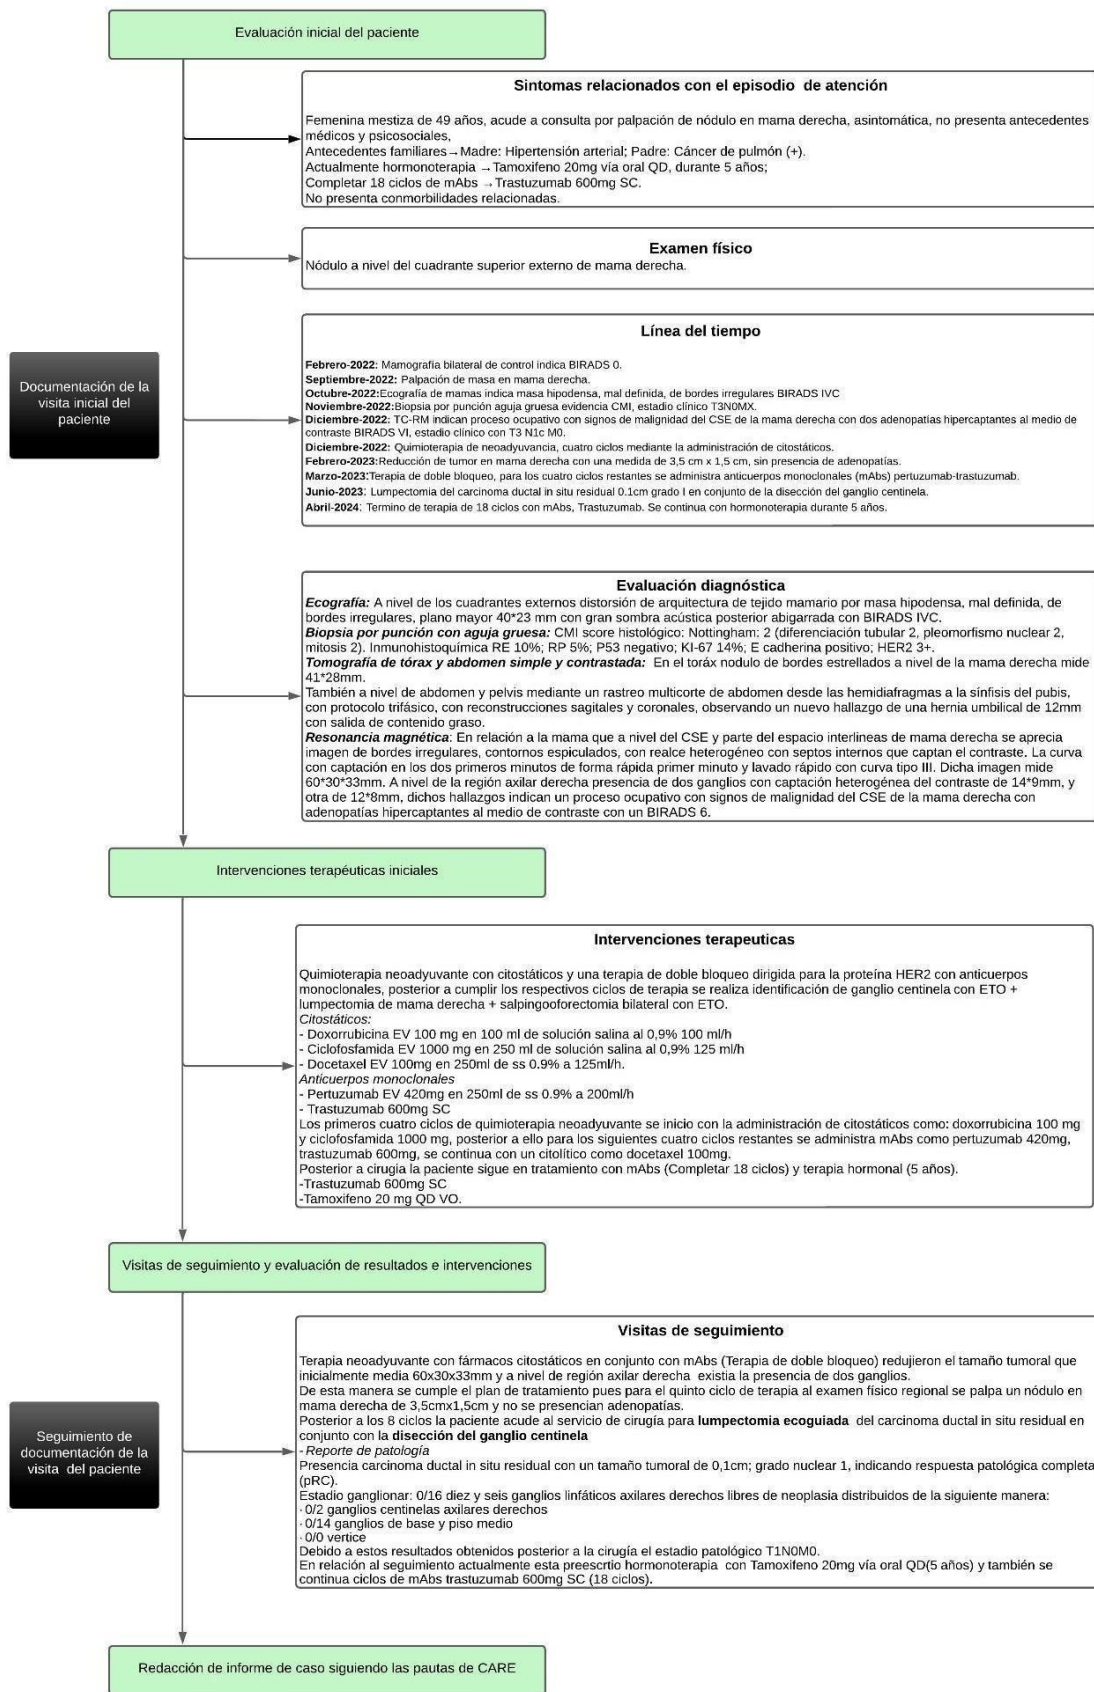 Evaluación inicial del paciente
Sintomas relacionados con el episodio de atención
Femenina mestiza de 49 años, acude a consulta por palpación de nódulo en mama derecha, asintomática, no presenta antecedentes
médicos y psicosociales,
Antecedentes familiares→Madre: Hipertensión arterial; Padre: Cáncer de pulmón (+).
Actualmente hormonoterapia →Tamoxifeno 20mg vía oral QD, durante 5 años;
Completar 18 ciclos de mAbs →Trastuzumab 600mg SC.
No presenta conmorbilidades relacionadas.
Examen físico
Nódulo a nivel del cuadrante superior externo de mama derecha.
Documentación de la
visita inicial del
paciente
Línea del tiempo
Febrero-2022: Mamografía bilateral de control indica BIRADS 0.
Septiembre-2022: Palpación de masa en mama derecha.
Octubre-2022:Ecografía de mamas indica masa hipodensa, mal definida, de bordes irregulares BIRADS IVC
Noviembre-2022:Biopsia por punción aguja gruesa evidencia CMI, estadio clínico T3N0MX.
Diciembre-2022: TC-RM indican proceso ocupativo con signos de malignidad del CSE de la mama derecha con dos adenopatías hipercaptantes al medio de
contraste BIRADS VI, estadio clínico con T3 N1c M0.
Diciembre-2022: Quimioterapia de neoadyuvancia, cuatro ciclos mediante la administración de citostáticos.
Febrero-2023:Reducción de tumor en mama derecha con una medida de 3,5 cm x 1,5 cm, sin presencia de adenopatías.
Marzo-2023:Terapia de doble bloqueo, para los cuatro ciclos restantes se administra anticuerpos monoclonales (mAbs) pertuzumab-trastuzumab.
Junio-2023: Lumpectomia del carcinoma ductal in situ residual 0.1cm grado I en conjunto de la disección del ganglio centinela.
Abril-2024: Termino de terapia de 18 ciclos con mAbs, Trastuzumab. Se continua con hormonoterapia durante 5 años.
Evaluación diagnóstica
Ecografía: A nivel de los cuadrantes externos distorsión de arquitectura de tejido mamario por masa hipodensa, mal definida, de
bordes irregulares, plano mayor 40*23 mm con gran sombra acústica posterior abigarrada con BIRADS IVC.
Biopsia por punción con aguja gruesa: CMI score histológico: Nottingham: 2 (diferenciación tubular 2, pleomorfismo nuclear 2,
mitosis 2). Inmunohistoquímica RE 10%; RP 5%; P53 negativo; KI-67 14%; E cadherina positivo; HER2 3+.
Tomografía de tórax y abdomen simple y contrastada: En el toráx nodulo de bordes estrellados a nivel de la mama derecha mide
41*28mm.
También a nivel de abdomen y pelvis mediante un rastreo multicorte de abdomen desde las hemidiafragmas a la sínfisis del pubis,
con protocolo trifásico, con reconstrucciones sagitales y coronales, observando un nuevo hallazgo de una hernia umbilical de 12mm
con salida de contenido graso.
Resonancia magnética: En relación a la mama que a nivel del CSE y parte del espacio interlineas de mama derecha se aprecia
imagen de bordes irregulares, contornos espiculados, con realce heterogéneo con septos internos que captan el contraste. La curva
con captación en los dos primeros minutos de forma rápida primer minuto y lavado rápido con curva tipo III. Dicha imagen mide
60*30*33mm. A nivel de la región axilar derecha presencia de dos ganglios con captación heterogénea del contraste de 14*9mm, y
otra de 12*8mm, dichos hallazgos indican un proceso ocupativo con signos de malignidad del CSE de la mama derecha con
adenopatías hipercaptantes al medio de contraste con un BIRADS 6.
Intervenciones terapéuticas iniciales
Intervenciones terapeuticas
Quimioterapia neoadyuvante con citostáticos y una terapia de doble bloqueo dirigida para la proteína HER2 con anticuerpos
monoclonales, posterior a cumplir los respectivos ciclos de terapia se realiza identificación de ganglio centinela con ETO +
lumpectomia de mama derecha + salpingooforectomia bilateral con ETO.
Citostáticos:
- Doxorrubicina EV 100 mg en 100 ml de solución salina al 0,9% 100 ml/h
- Ciclofosfamida EV 1000 mg en 250 ml de solución salina al 0,9% 125 ml/h
- Docetaxel EV 100mg en 250ml de ss 0.9% a 125ml/h.
Anticuerpos monoclonales
- Pertuzumab EV 420mg en 250ml de ss 0.9% a 200ml/h
- Trastuzumab 600mg SC
Los primeros cuatro ciclos de quimioterapia neoadyuvante se inicio con la administración de citostáticos como: doxorrubicina 100 mg
y ciclofosfamida 1000 mg, posterior a ello para los siguientes cuatro ciclos restantes se administra mAbs como pertuzumab 420mg,
trastuzumab 600mg, se continua con un citolítico como docetaxel 100mg.
Posterior a cirugia la paciente sigue en tratamiento con mAbs (Completar 18 ciclos) y terapia hormonal (5 años).
-Trastuzumab 600mg SC
-Tamoxifeno 20 mg QD VO.
Visitas de seguimiento y evaluación de resultados e intervenciones
Visitas de seguimiento
Terapia neoadyuvante con fármacos citostáticos en conjunto con mAbs (Terapia de doble bloqueo) redujieron el tamaño tumoral que
inicialmente media 60x30x33mm y a nivel de región axilar derecha existia la presencia de dos ganglios.
De esta manera se cumple el plan de tratamiento pues para el quinto ciclo de terapia al examen físico regional se palpa un nódulo en
mama derecha de 3,5cmx1,5cm y no se presencian adenopatías.
Posterior a los 8 ciclos la paciente acude al servicio de cirugía para lumpectomia ecoguiada del carcinoma ductal in situ residual en
conjunto con la disección del ganglio centinela
- Reporte de patología
Presencia carcinoma ductal in situ residual con un tamaño tumoral de 0,1cm; grado nuclear 1, indicando respuesta patológica completa
(pRC).
Estadio ganglionar: 0/16 diez y seis ganglios linfáticos axilares derechos libres de neoplasia distribuidos de la siguiente manera:
· 0/2 ganglios centinelas axilares derechos
· 0/14 ganglios de base y piso medio
· 0/0 vertice
Debido a estos resultados obtenidos posterior a la cirugía el estadio patológico T1N0M0.
En relación al seguimiento actualmente esta preescrtio hormonoterapia con Tamoxifeno 20mg vía oral QD(5 años) y también se
continua ciclos de mAbs trastuzumab 600mg SC (18 ciclos).
Seguimiento de
documentación de la
visita del paciente
Redacción de informe de caso siguiendo las pautas de CARE